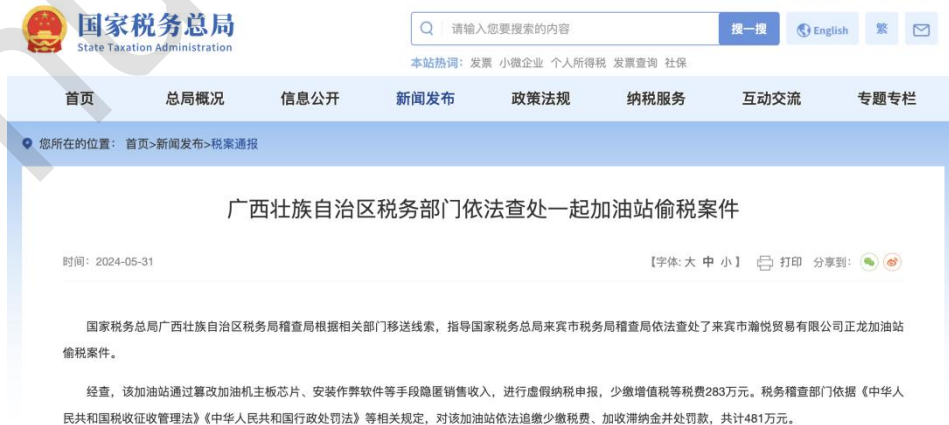 国家税务总局
State Taxation Administration
请输入您要搜索的内容
搜一搜
English
繁
本站热词：发票 小微企业 个人所得税 发票查询 社保
首页 总局概况 信息公开 新闻发布 政策法规 纳税服务 互动交流 专题专栏
您所在的位置： 首页>新闻发布>税案通报
广西壮族自治区税务部门依法查处一起加油站偷税案件
时间：2024-05-31
【字体:大 中 小】 打印 分享到:
国家税务总局广西壮族自治区税务局稽查局根据相关部门移送线索，指导国家税务总局来宾市税务局稽查局依法查处了来宾市瀚悦贸易有限公司正龙加油站
偷税案件。
经查，该加油站通过篡改加油机主板芯片、安装作弊软件等手段隐匿销售收入，进行虚假纳税申报，少缴增值税等税费283万元。税务稽查部门依据《中华人
民共和国税收征收管理法》《中华人民共和国行政处罚法》等相关规定，对该加油站依法追缴少缴税费、加收滞纳金并处罚款，共计481万元。